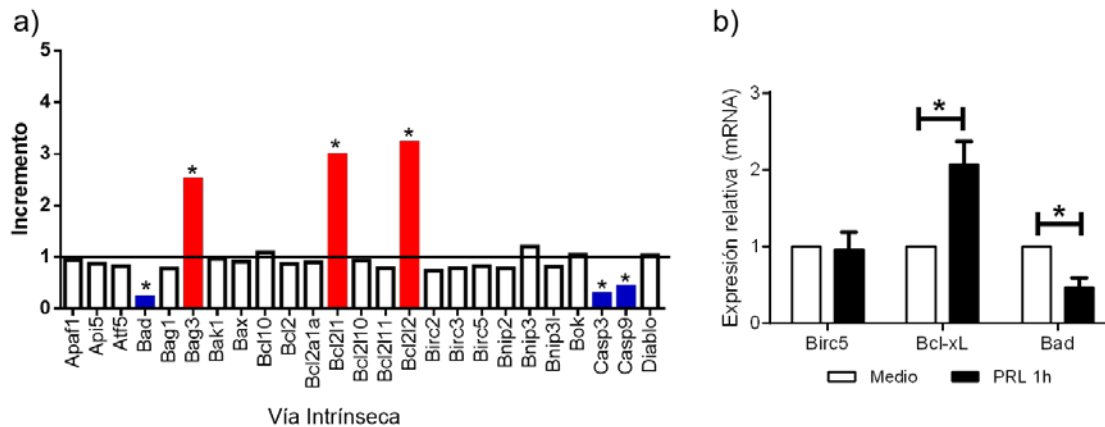 a)
Incremento
5
4
3
2
1
0
*
*
*
*
*
*
Apaf1
Api5
Atf5
Bad
Bag1
Bag3
Bak1
Bax
Bcl10
Bcl2
Bcl2a1a
Bcl2l1
Bcl2l10
Bcl2l11
Bcl2l2
Birc2
Birc3
Birc5
Bnip2
Bnip3
Bnip3l
Bok
Casp3
Casp9
Diablo
Vía Intrínseca
b)
Expresión relativa (mRNA)
3
2
1
0
*
*
Birc5
Bcl-xL
Bad
Medio
PRL 1h